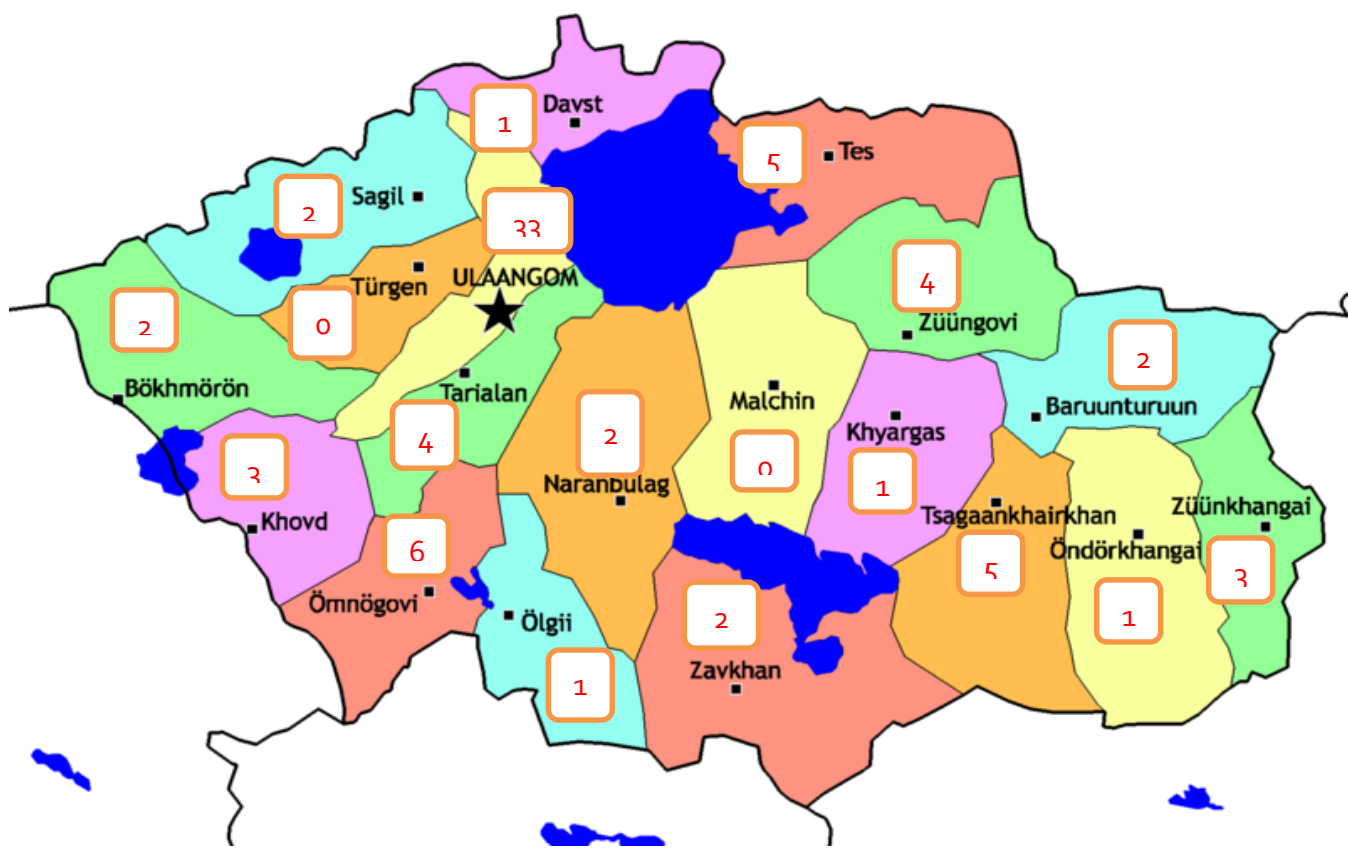 Davst
1
Tes
5
Sagil
2
33
4
Türgen
ULAANGOM
0
2
Züüngovi
2
Bökhmörön
Tarialan
Malchin
Baruunturuun
Khyargas
4
2
0
3
1
Naranbulag
Tsagaankhairkhan
Züünkhangai
Khovd
Öndörkhangai
6
5
3
Ömnögovi
Ölgii
2
1
Zavkhan
1